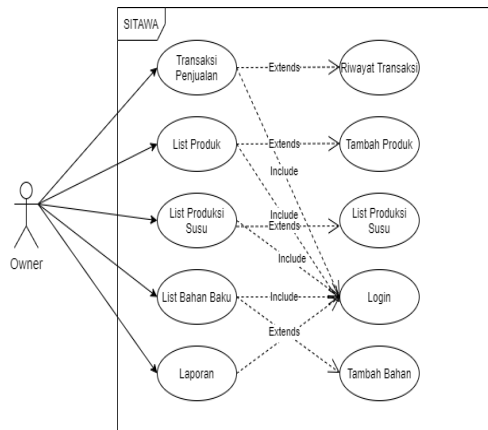 SITAWA
Transaksi
Penjualan
Extends
Riwayat Transaksi
List Produk
Extends
Tambah Produk
Include
List Produksi
Susu
Include
Extends
List Produksi
Susu
Include
Owner
List Bahan Baku
Include
Login
Extends
Laporan
Tambah Bahan